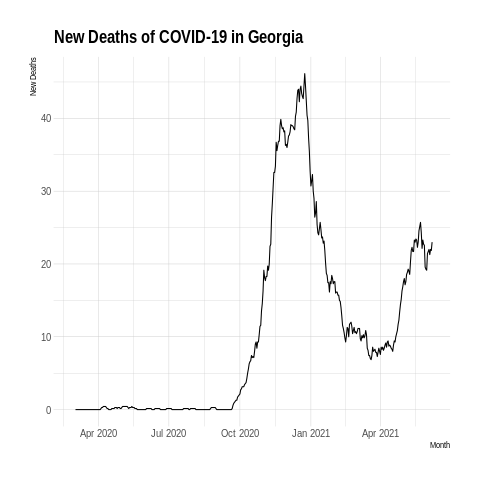 New Deaths of COVID-19 in Georgia
New Deaths
40
30
20
10
0
Apr 2020 Jul 2020 Oct 2020 Jan 2021 Apr 2021
Month